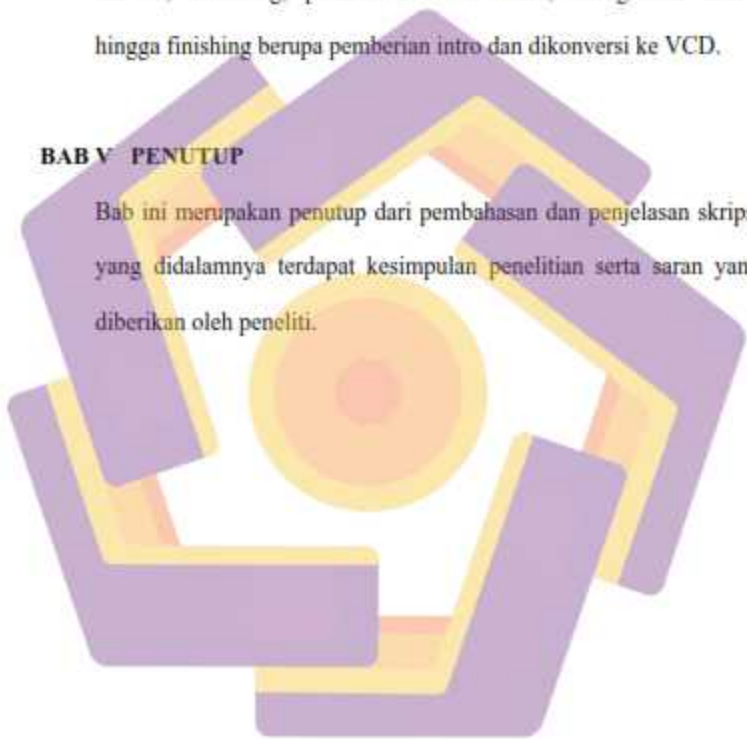 hingga finishing berupa pemberian intro dan dikonversi ke VCD.
BAB V PENUTUP
Bab ini merupakan penutup dari pembahasan dan penjelasan
yang didalamnya terdapat kesimpulan penelitian serta saran
diberikan oleh peneliti.